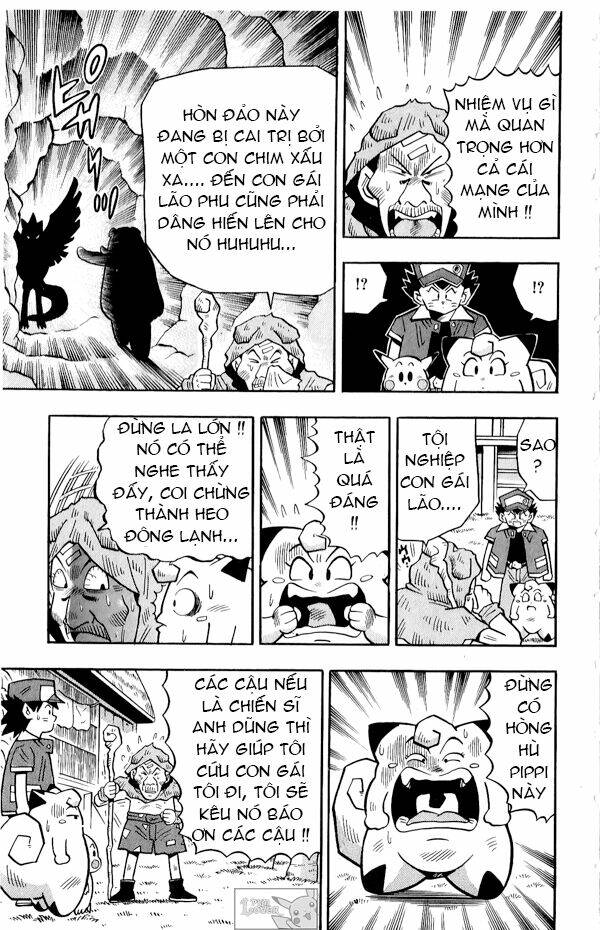 NHIỆM VỤ GÌ
MÀ QUAN
TRỌNG HƠN
CẢ CÁI
MẠNG CỦA
MÌNH !!
HÒN ĐẢO NÀY
ĐANG BỊ CAI TRỊ BỞI
MỘT CON CHIM XẤU
XA.... ĐẾN CON GÁI
LÃO PHU CŨNG PHẢI
DÂNG HIẾN LÊN CHO
NÓ HUHUHU...
!?
!?
SAO
?
TỘI
NGHIỆP
CON GÁI
LÃO....
THẬT
LÀ
QUÁ
ĐÁNG
!!
ĐỪNG LA LỚN !!
NÓ CÓ THỂ
NGHE THẤY
ĐẤY, COI CHỪNG
THÀNH HEO
ĐÔNG LẠNH...
ĐỪNG
CÓ
HÒNG
HÙ
PIPPI
NÀY
CÁC CẬU NẾU
LÀ CHIẾN SĨ
ANH DŨNG THÌ
HÃY GIÚP TÔI
CỨU CON GÁI
TÔI ĐI, TÔI SẼ
KÊU NÓ BÁO
ƠN CÁC CẬU !!